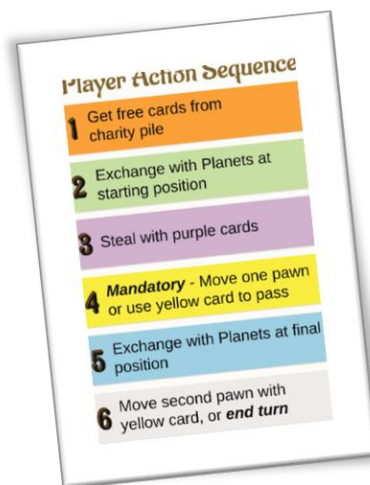 Player Action Sequence
1 Get free cards from
charity pile
2 Exchange with Planets at
starting position
3 Steal with purple cards
4 Mandatory - Move one pawn
or use yellow card to pass
5 Exchange with Planets at final
position
6 Move second pawn with
yellow card, or end turn